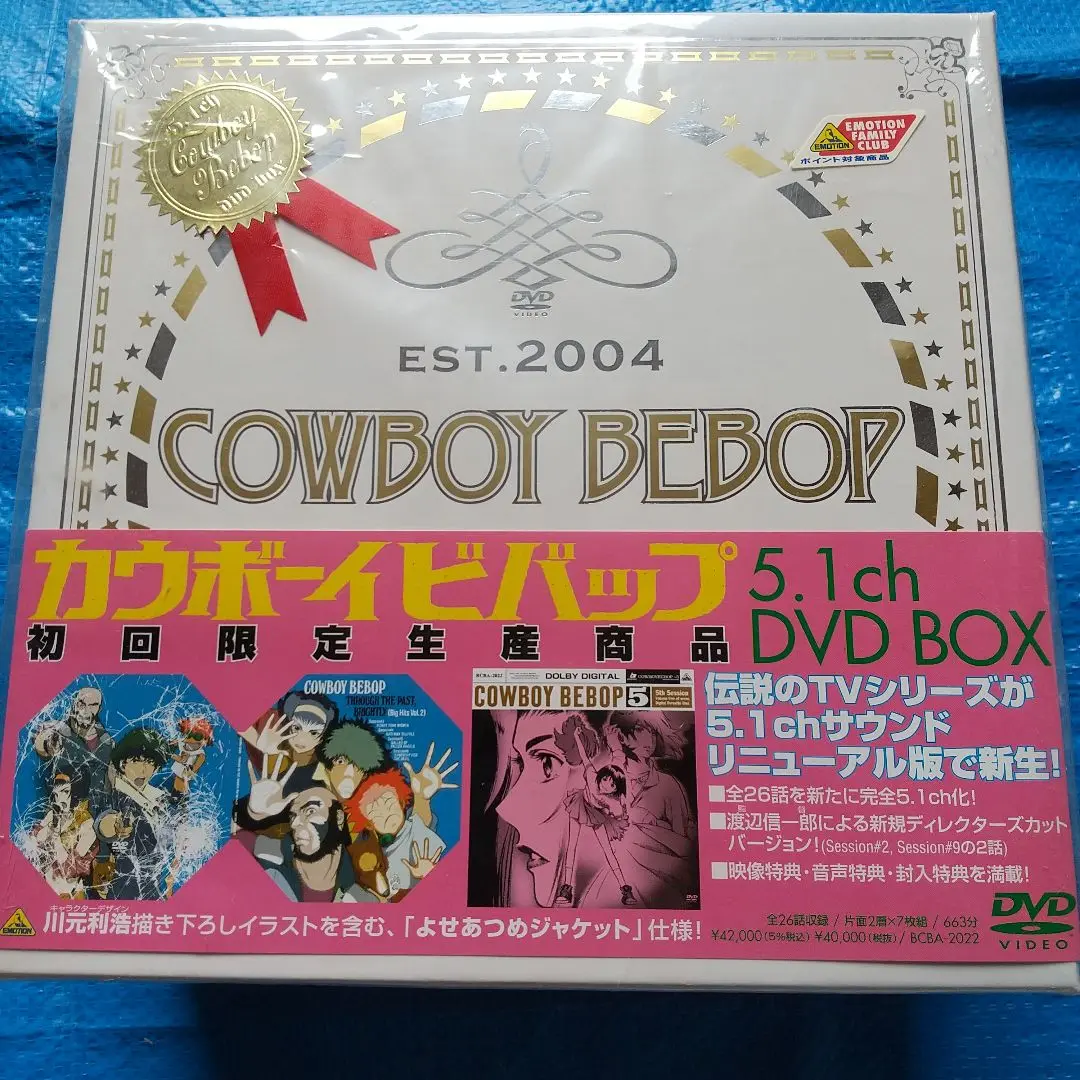 5.1ch
Cowboy
Bebop
DVD BOX
EMOTION
EMOTION
FAMILY
CLUB
ポイント対象商品
DVD
VIDEO
EST.2004
COWBOY BEBOP
カウボーイビバップ
初回限定生産商品
5.1ch
DVD BOX
COWBOY BEBOP
THROUGH THE PAST,
BRIGHTLY
(Big Hits Vol.2)
BCBA-2022
DOLBY DIGITAL
COWBOY BEBOP
5
5th Session
伝説のTVシリーズが
5.1chサウンド
リニューアル版で新生!
■全26話を新たに完全5.1ch化!
監督
■渡辺信一郎による新規ディレクターズカット
バージョン!(Session#2, Session#9の2話)
■映像特典・音声特典・封入特典を満載!
キャラクターデザイン
川元利浩描き下ろしイラストを含む、「よせあつめジャケット」仕様!
EMOTION
全26話収録 / 片面2層×7枚組 / 663分
¥42,000(5%税込) ¥40,000(税抜) / BCBA-2022
DVD
VIDEO